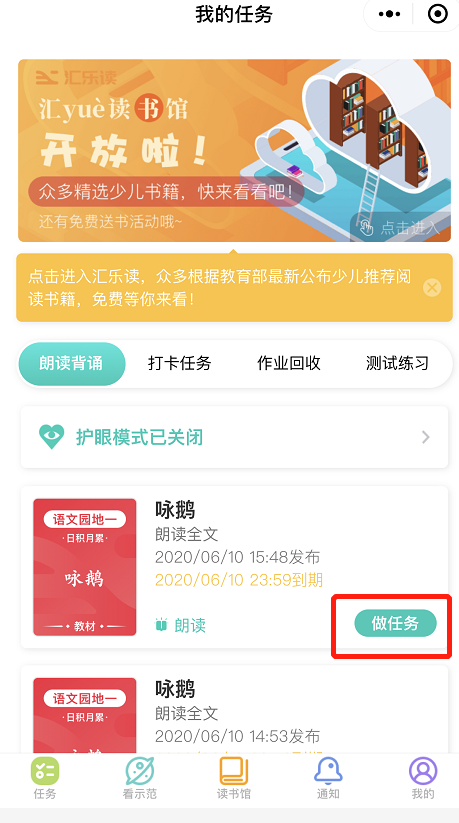 我的任务
汇乐读
汇yuè读书馆
开放啦！
众多精选少儿书籍，快来看看吧！
还有免费送书活动哦~
点击进入
点击进入汇乐读，众多根据教育部最新公布少儿推荐阅
读书籍，免费等你来看！
朗读背诵 打卡任务 作业回收 测试练习
护眼模式已关闭
语文园地一
·日积月累·
咏鹅
教材
咏鹅
朗读全文
2020/06/10 15:48发布
2020/06/10 23:59到期
朗读
做任务
语文园地一
·日积月累·
咏鹅
朗读全文
2020/06/10 14:53发布
任务 看示范 读书馆 通知 我的